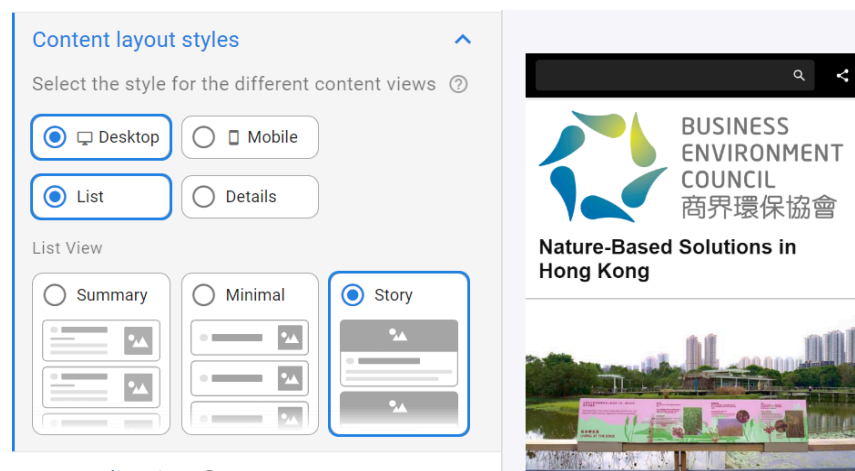 Content layout styles
Select the style for the different content views
Desktop
Mobile
List
Details
List View
Summary
Minimal
Story
BUSINESS
ENVIRONMENT
COUNCIL
商界環保協會
Nature-Based Solutions in
Hong Kong